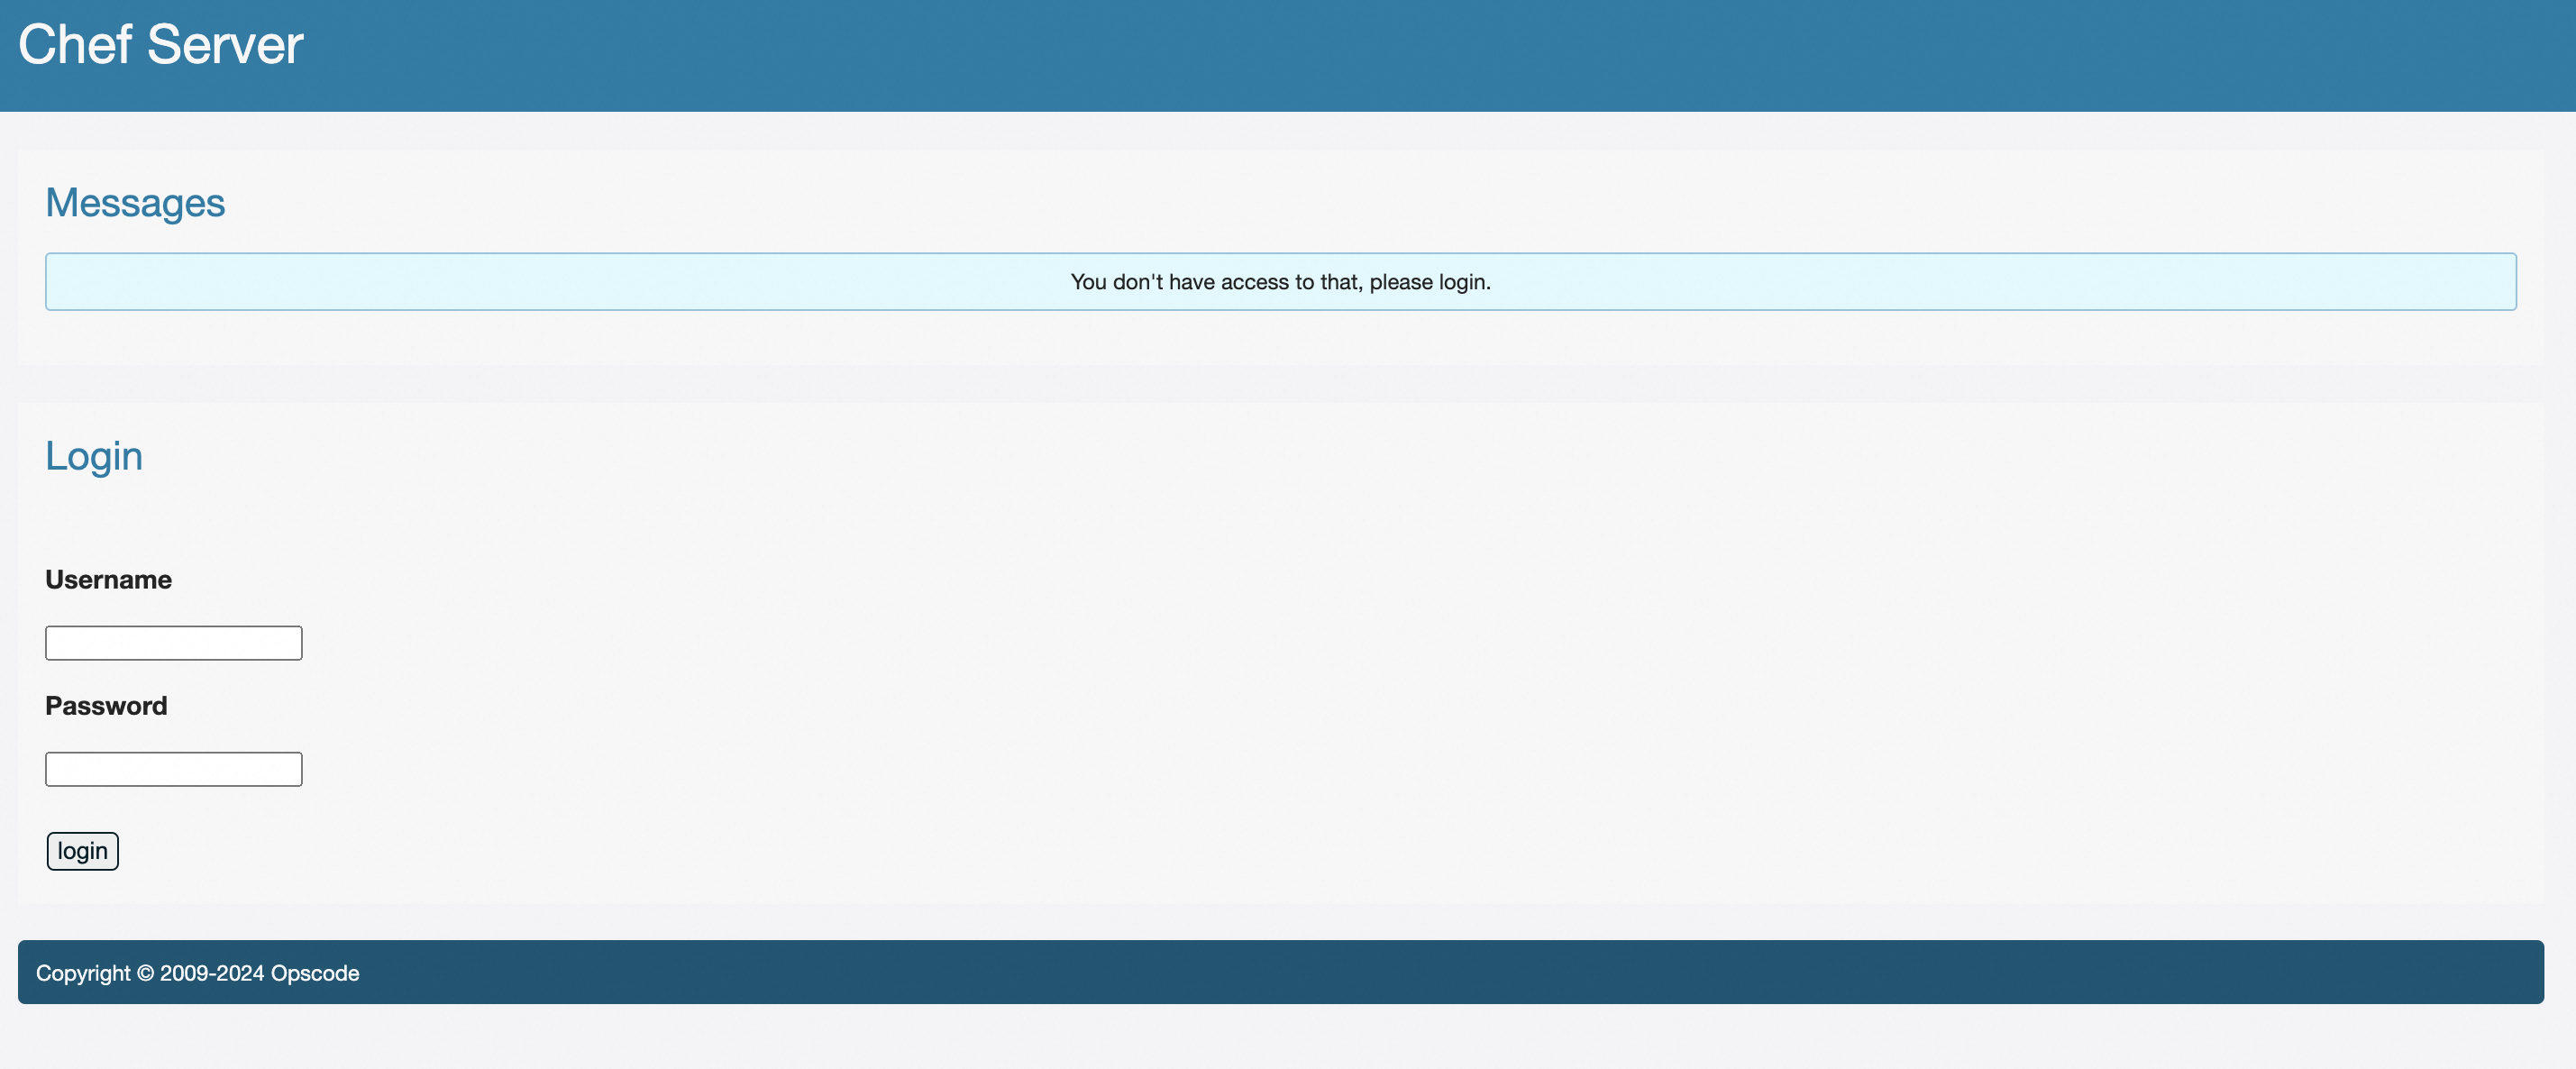 Chef Server
Messages
You don't have access to that, please login.
Login
Username
Password
login
Copyright © 2009-2024 Opscode